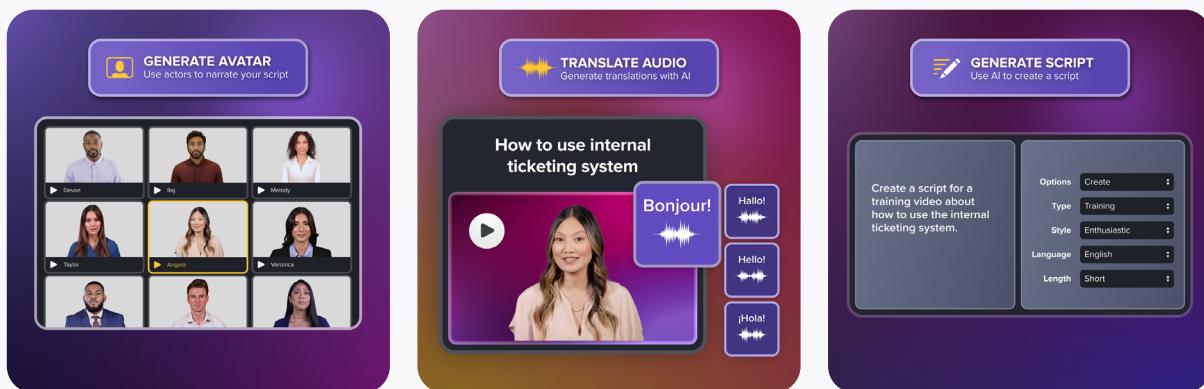 GENERATE AVATAR
Use actors to narrate your script
Devon
Raj
Melody
Taylor
Angela
Veronica
TRANSLATE AUDIO
Generate translations with AI
How to use internal
ticketing system
Bonjour!
Hallo!
Hello!
¡Hola!
GENERATE SCRIPT
Use AI to create a script
Create a script for a
training video about
how to use the internal
ticketing system.
Options Create
Type Training
Style Enthusiastic
Language English
Length Short